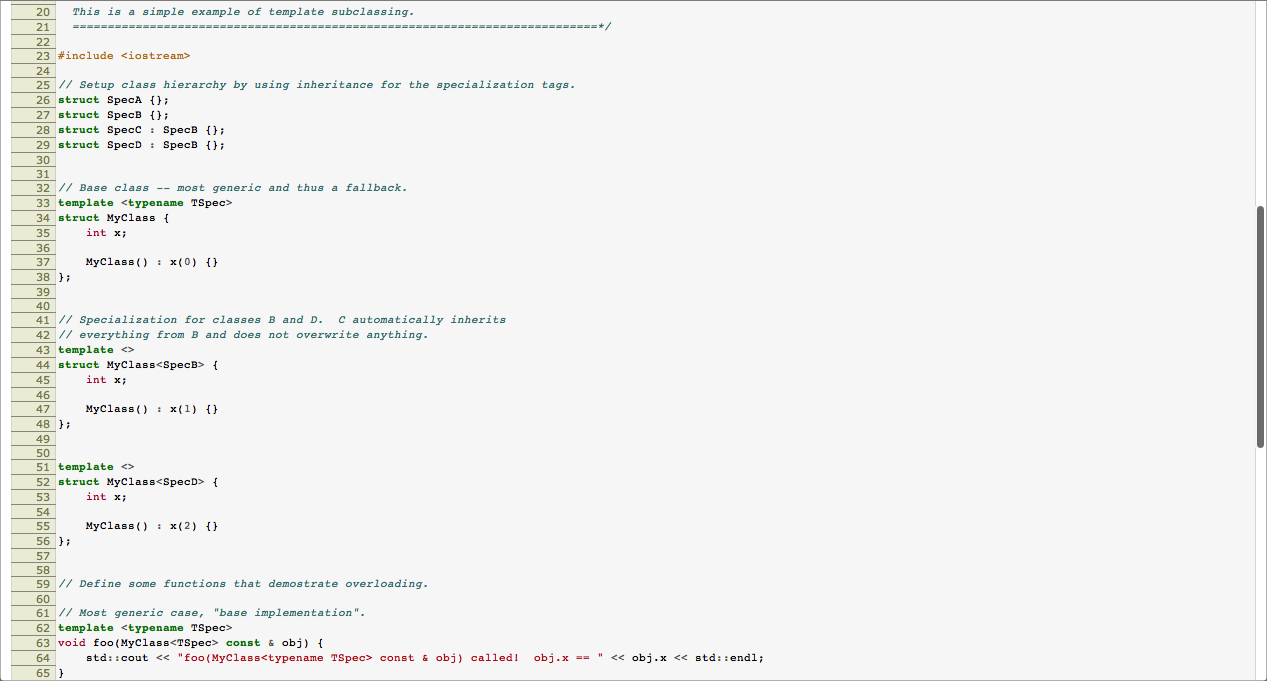 20   This is a simple example of template subclassing.
21   ===========================================================================*/
22
23 #include <iostream>
24
25 // Setup class hierarchy by using inheritance for the specialization tags.
26 struct SpecA {};
27 struct SpecB {};
28 struct SpecC : SpecB {};
29 struct SpecD : SpecB {};
30
31
32 // Base class -- most generic and thus a fallback.
33 template <typename TSpec>
34 struct MyClass {
35     int x;
36
37     MyClass() : x(0) {}
38 };
39
40
41 // Specialization for classes B and D.  C automatically inherits
42 // everything from B and does not overwrite anything.
43 template <>
44 struct MyClass<SpecB> {
45     int x;
46
47     MyClass() : x(1) {}
48 };
49
50
51 template <>
52 struct MyClass<SpecD> {
53     int x;
54
55     MyClass() : x(2) {}
56 };
57
58
59 // Define some functions that demostrate overloading.
60
61 // Most generic case, "base implementation".
62 template <typename TSpec>
63 void foo(MyClass<TSpec> const & obj) {
64     std::cout << "foo(MyClass<typename TSpec> const & obj) called!  obj.x == " << obj.x << std::endl;
65 }